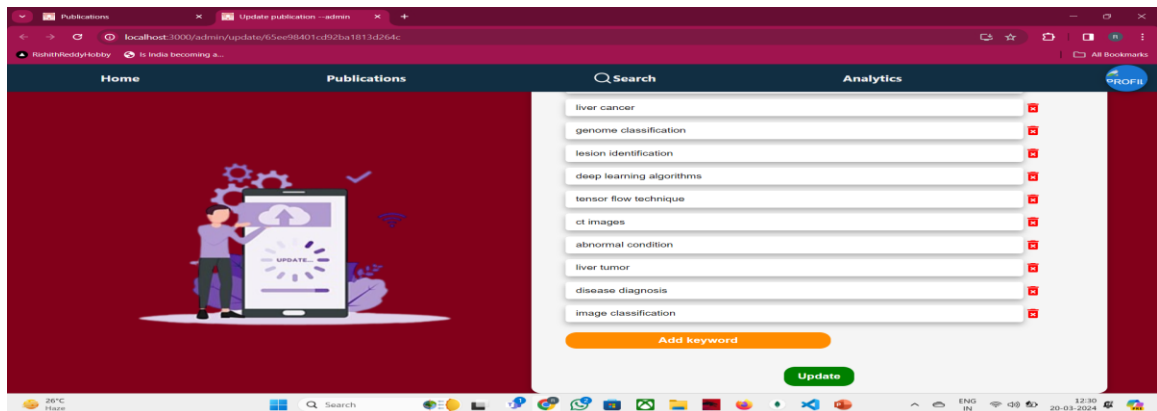 Publications
Update publication --admin
localhost:3000/admin/update/65ee98401cd92ba1813d264c
RishithReddyHobby
Is India becoming a...
All Bookmarks
Home
Publications
Search
Analytics
PROFIL
liver cancer
genome classification
lesion identification
deep learning algorithms
tensor flow technique
ct images
abnormal condition
liver tumor
disease diagnosis
image classification
UPDATE...
Add keyword
Update
26°C
Haze
Search
ENG
IN
12:30
20-03-2024